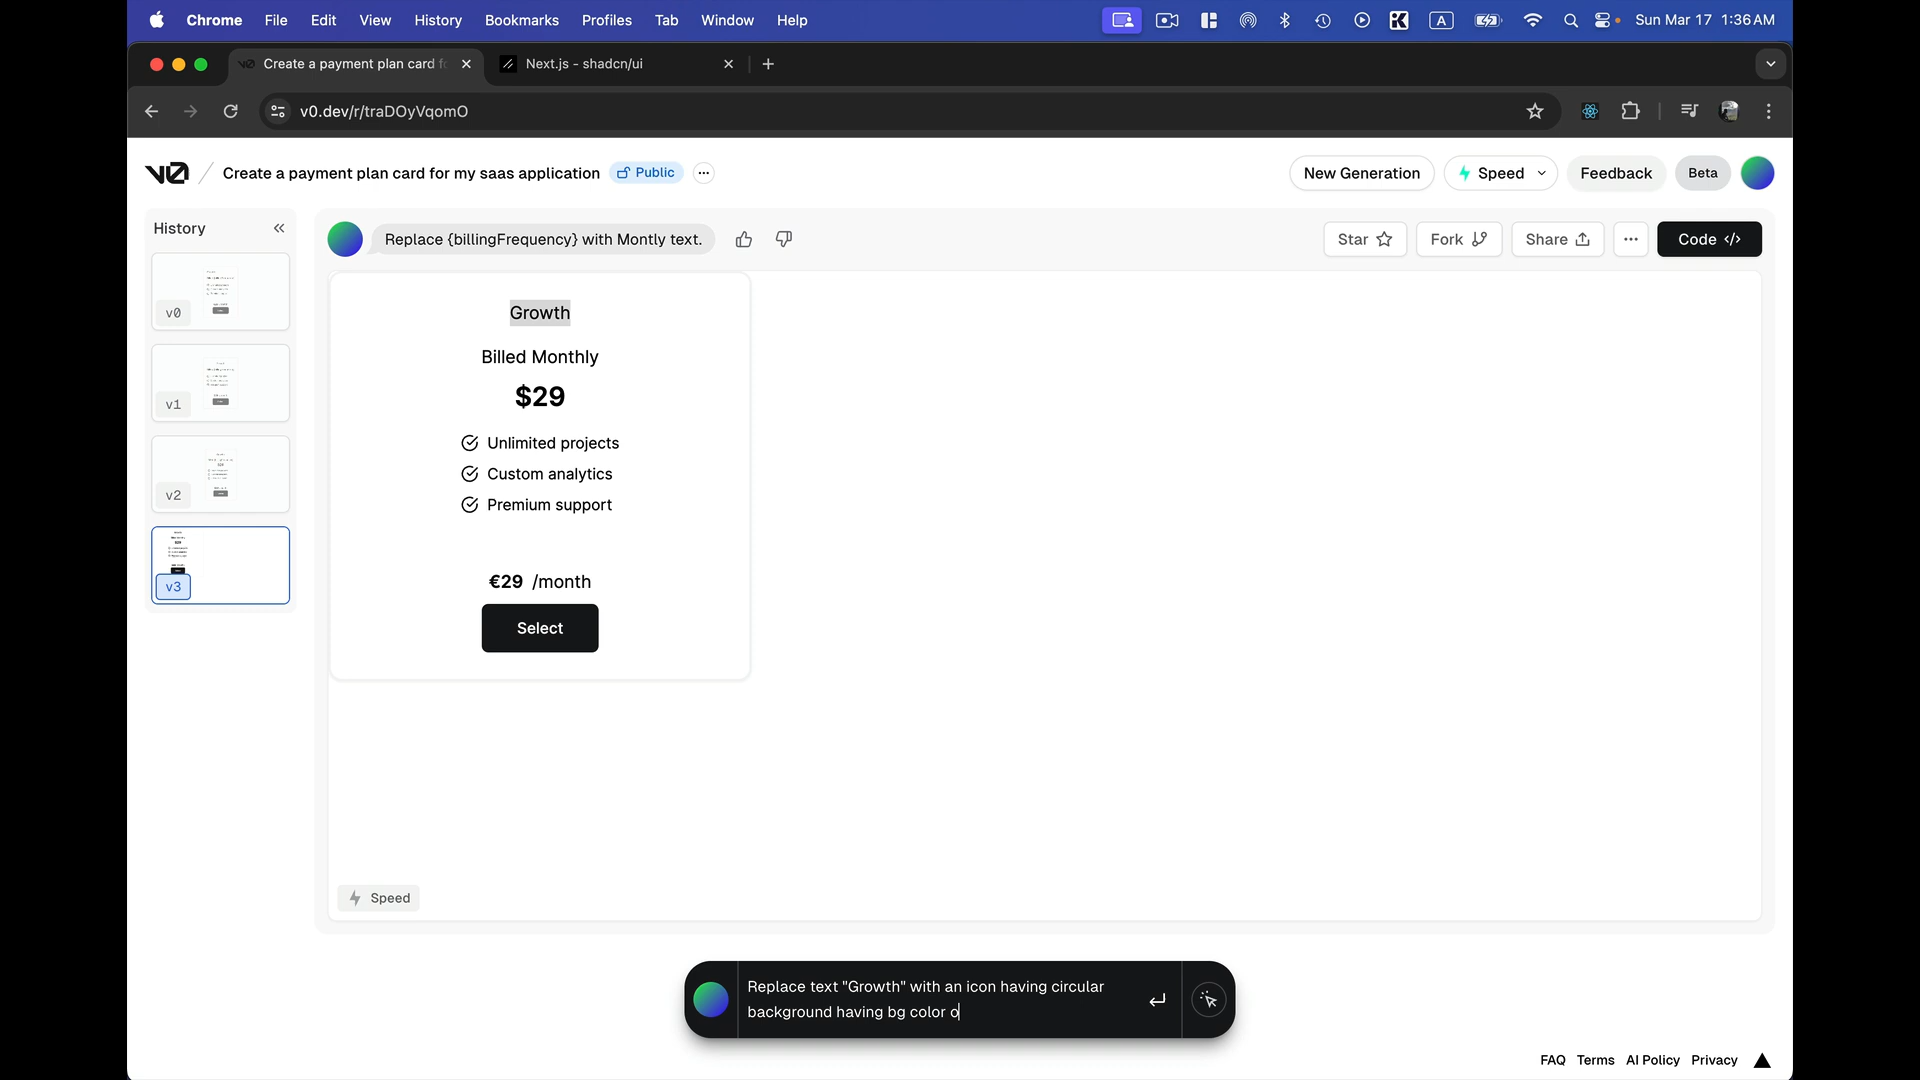 Chrome File Edit View History Bookmarks Profiles Tab Window Help A Sun Mar 17 1:36 AM
Create a payment plan card fo Next.js - shadcn/ui
v0.dev/r/traDOyVqomO
v0 / Create a payment plan card for my saas application Public New Generation Speed Feedback Beta
History
Replace {billingFrequency} with Montly text. Star Fork Share Code </>
v0
v1
v2
v3
Growth
Billed Monthly
$29
Unlimited projects
Custom analytics
Premium support
€29 /month
Select
Speed
Replace text "Growth" with an icon having circular
background having bg color o
FAQ Terms AI Policy Privacy